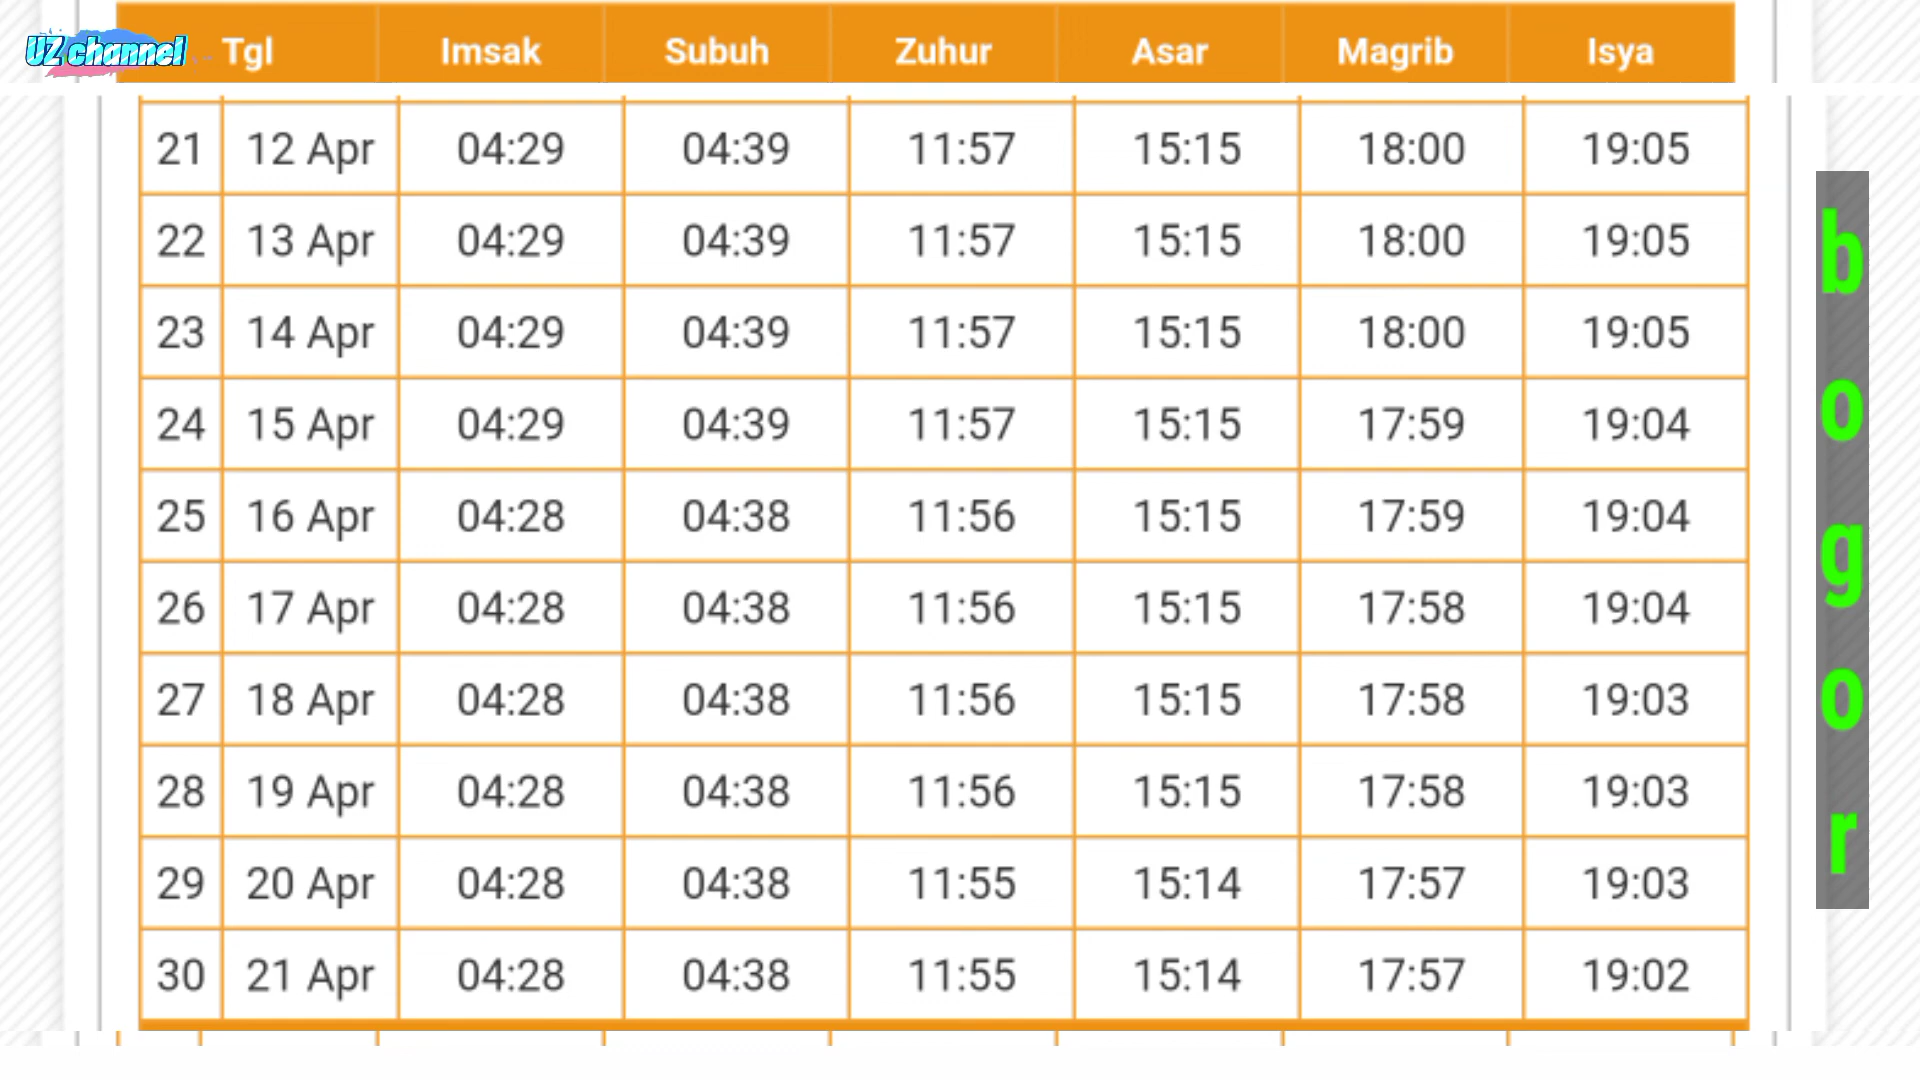 UZ channel
Tgl Imsak Subuh Zuhur Asar Magrib Isya
21 12 Apr 04:29 04:39 11:57 15:15 18:00 19:05
22 13 Apr 04:29 04:39 11:57 15:15 18:00 19:05
23 14 Apr 04:29 04:39 11:57 15:15 18:00 19:05
24 15 Apr 04:29 04:39 11:57 15:15 17:59 19:04
25 16 Apr 04:28 04:38 11:56 15:15 17:59 19:04
26 17 Apr 04:28 04:38 11:56 15:15 17:58 19:04
27 18 Apr 04:28 04:38 11:56 15:15 17:58 19:03
28 19 Apr 04:28 04:38 11:56 15:15 17:58 19:03
29 20 Apr 04:28 04:38 11:55 15:14 17:57 19:03
30 21 Apr 04:28 04:38 11:55 15:14 17:57 19:02
bogor